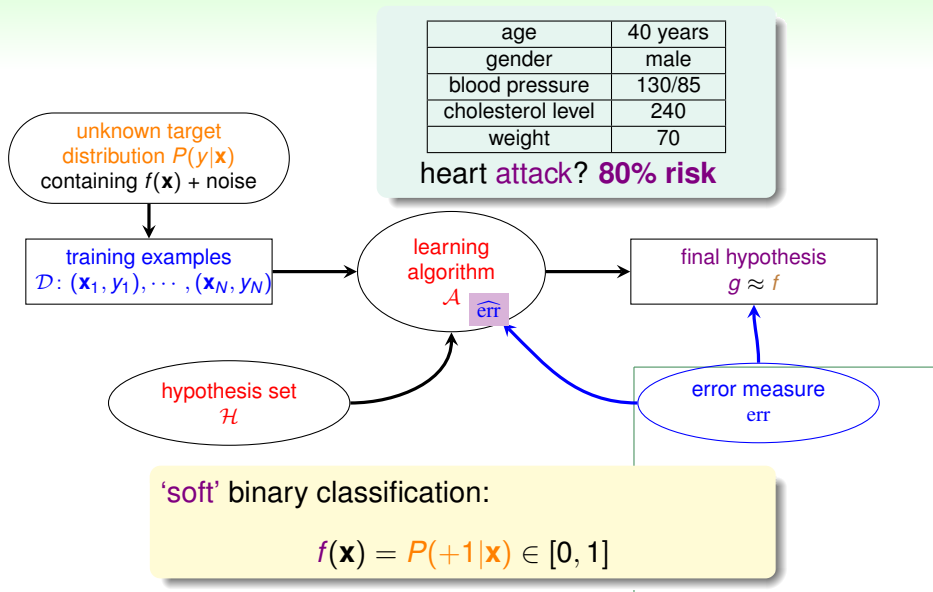 age 40 years
gender male
blood pressure 130/85
cholesterol level 240
weight 70
heart attack? 80% risk
unknown target
distribution P(y|x)
containing f(x) + noise
training examples
𝒟: (x₁, y₁), ⋯ , (x_N, y_N)
learning
algorithm
𝒜
err^
final hypothesis
g ≈ f
hypothesis set
ℋ
error measure
err
‘soft’ binary classification:
f(x) = P(+1|x) ∈ [0, 1]